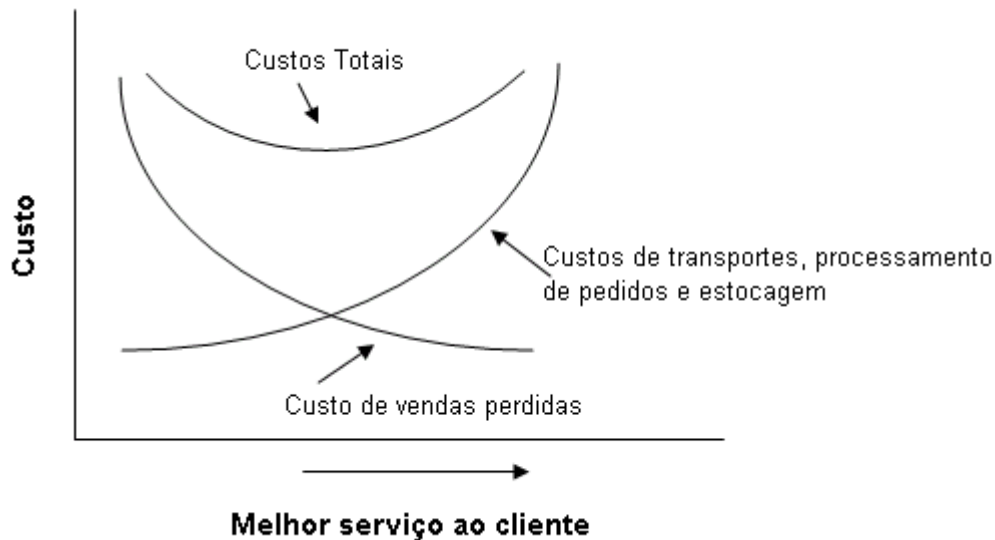 Custos Totais
Custo
Custos de transportes, processamento
de pedidos e estocagem
Custo de vendas perdidas
Melhor serviço ao cliente